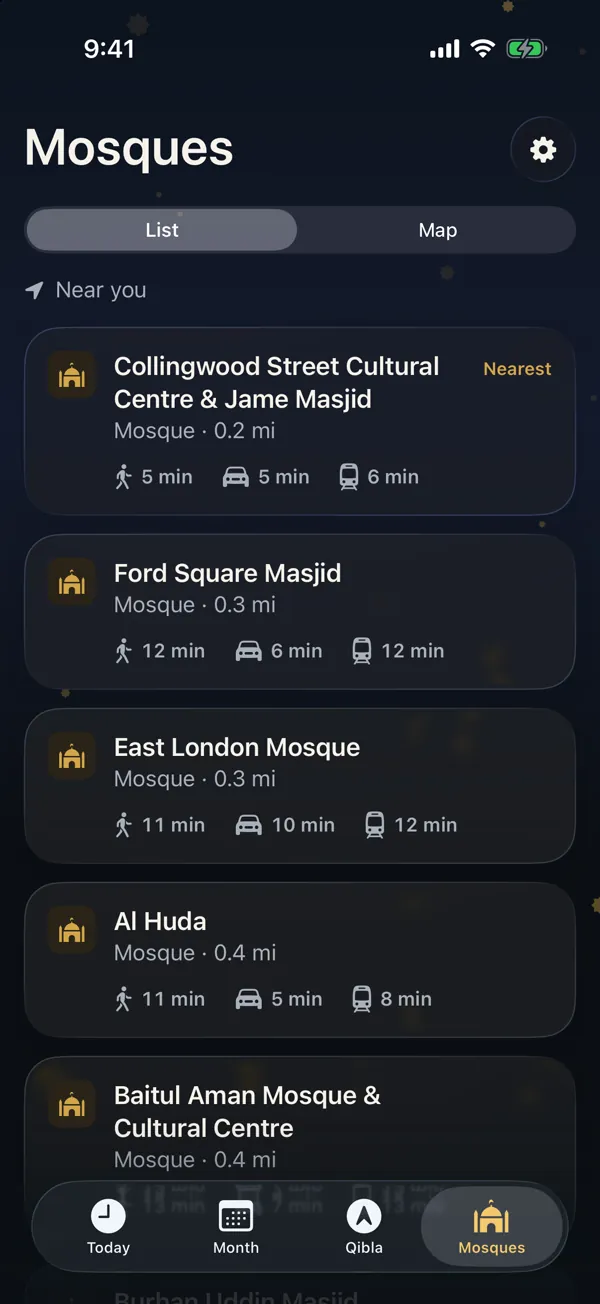 9:41
Mosques
List
Map
Near you
Collingwood Street Cultural
Centre & Jame Masjid
Nearest
Mosque · 0.2 mi
5 min 5 min 6 min
Ford Square Masjid
Mosque · 0.3 mi
12 min 6 min 12 min
East London Mosque
Mosque · 0.3 mi
11 min 10 min 12 min
Al Huda
Mosque · 0.4 mi
11 min 5 min 8 min
Baitul Aman Mosque &
Cultural Centre
Mosque · 0.4 mi
Today
Month
Qibla
Mosques
Burhan Uddin Masjid